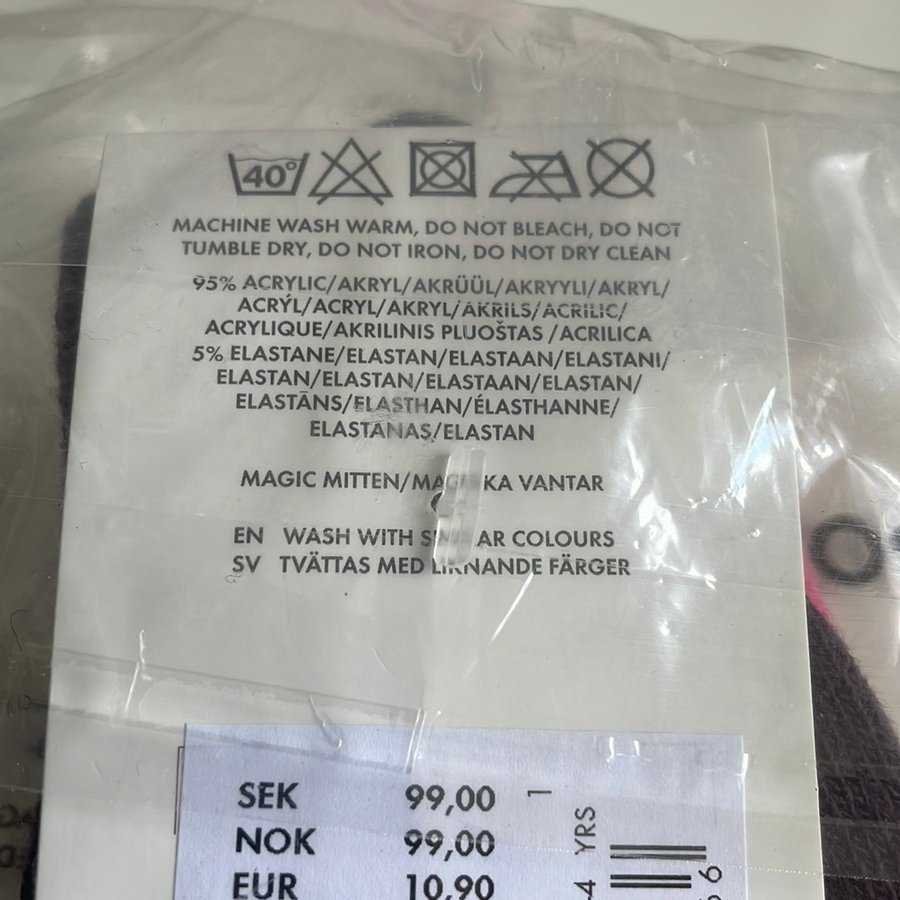 40°
MACHINE WASH WARM, DO NOT BLEACH, DO NOT
TUMBLE DRY, DO NOT IRON, DO NOT DRY CLEAN
95% ACRYLIC/AKRYL/AKRÜÜL/AKRYYLI/AKRYL/
ACRÝL/ACRYL/AKRYL/AKRILS/ACRILIC/
ACRYLIQUE/AKRILINIS PLUOŠTAS /ACRILICA
5% ELASTANE/ELASTAN/ELASTAAN/ELASTANI/
ELASTAN/ELASTAN/ELASTAAN/ELASTAN/
ELASTĀNS/ELASTHAN/ÉLASTHANNE/
ELASTANAS/ELASTAN
MAGIC MITTEN/ VANTAR
EN WASH WITH COLOURS
SV TVÄTTAS MED LIKNANDE FÄRGER
SEK 99,00
NOK 99,00
EUR 10,90
1
YRS